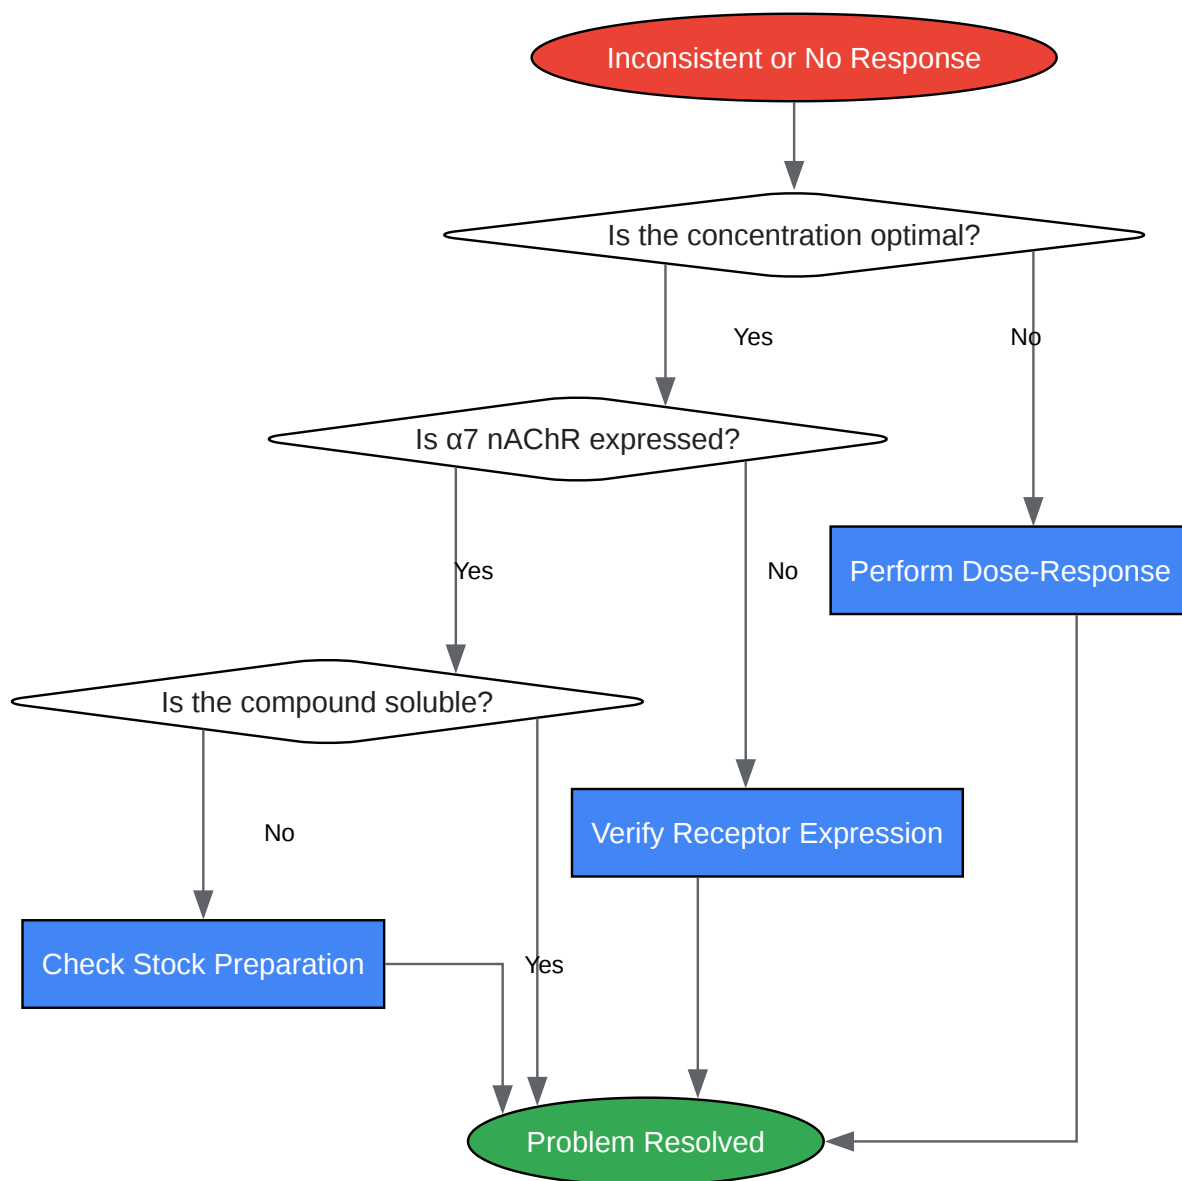 Inconsistent or No Response
Is the concentration optimal?
Yes
No
Is α7 nAChR expressed?
Yes
No
Perform Dose-Response
Is the compound soluble?
No
Verify Receptor Expression
Check Stock Preparation
Yes
Problem Resolved